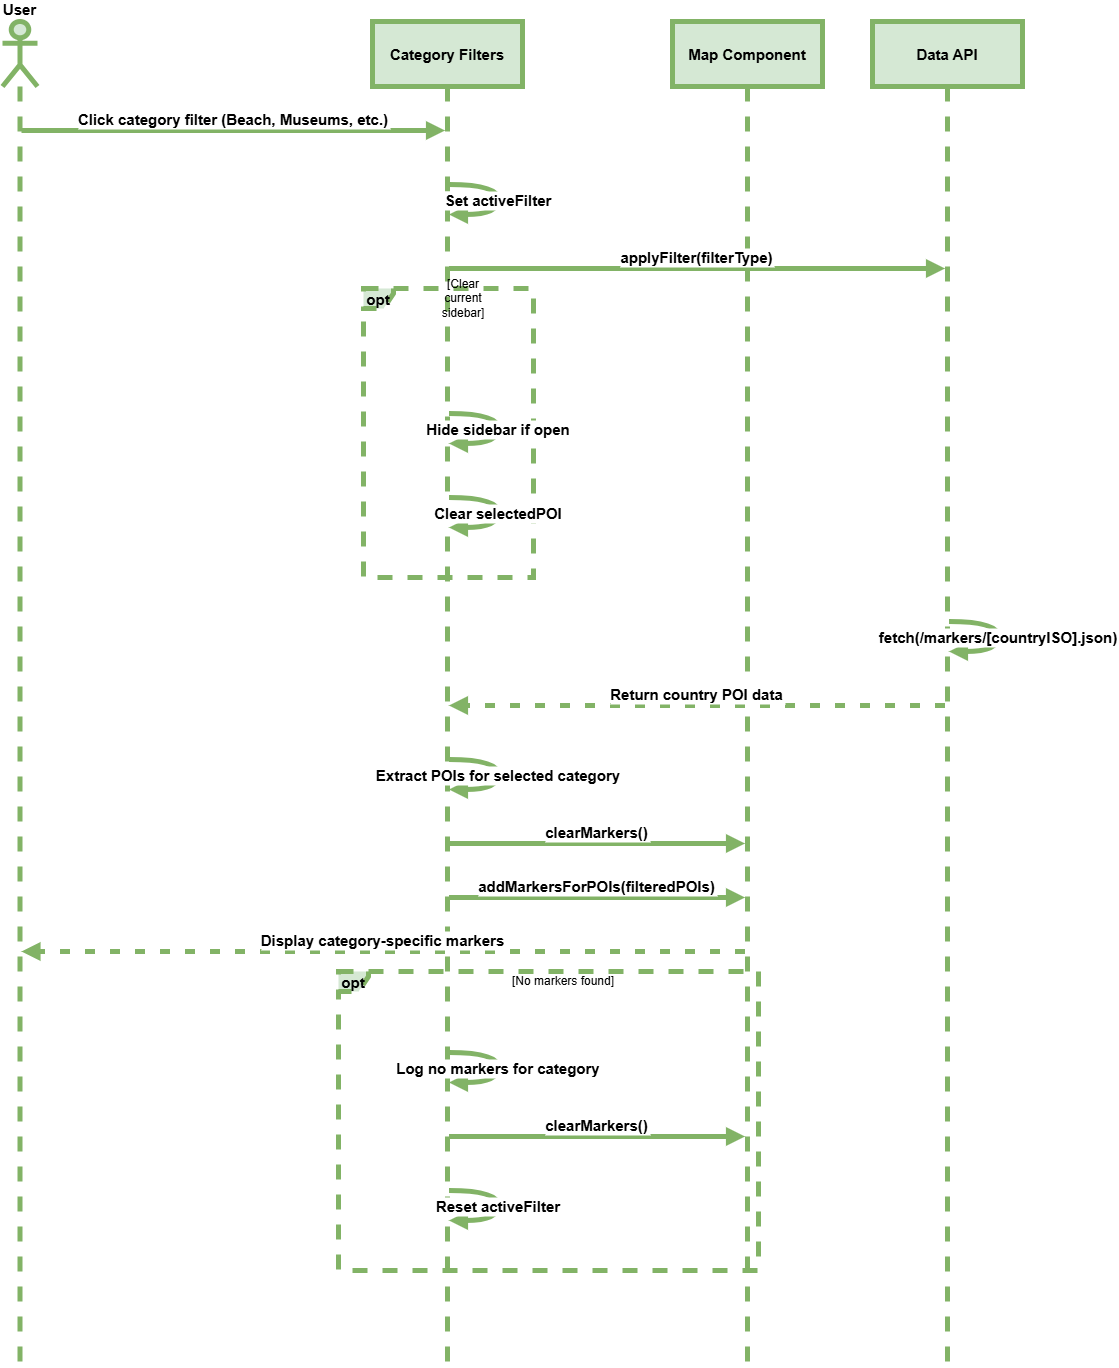 User
Category Filters
Map Component
Data API
Click category filter (Beach, Museums, etc.)
Set activeFilter
applyFilter(filterType)
opt
[Clear
current
sidebar]
Hide sidebar if open
Clear selectedPOI
fetch(/markers/[countryISO].json)
Return country POI data
Extract POIs for selected category
clearMarkers()
addMarkersForPOIs(filteredPOIs)
Display category-specific markers
opt
[No markers found]
Log no markers for category
clearMarkers()
Reset activeFilter